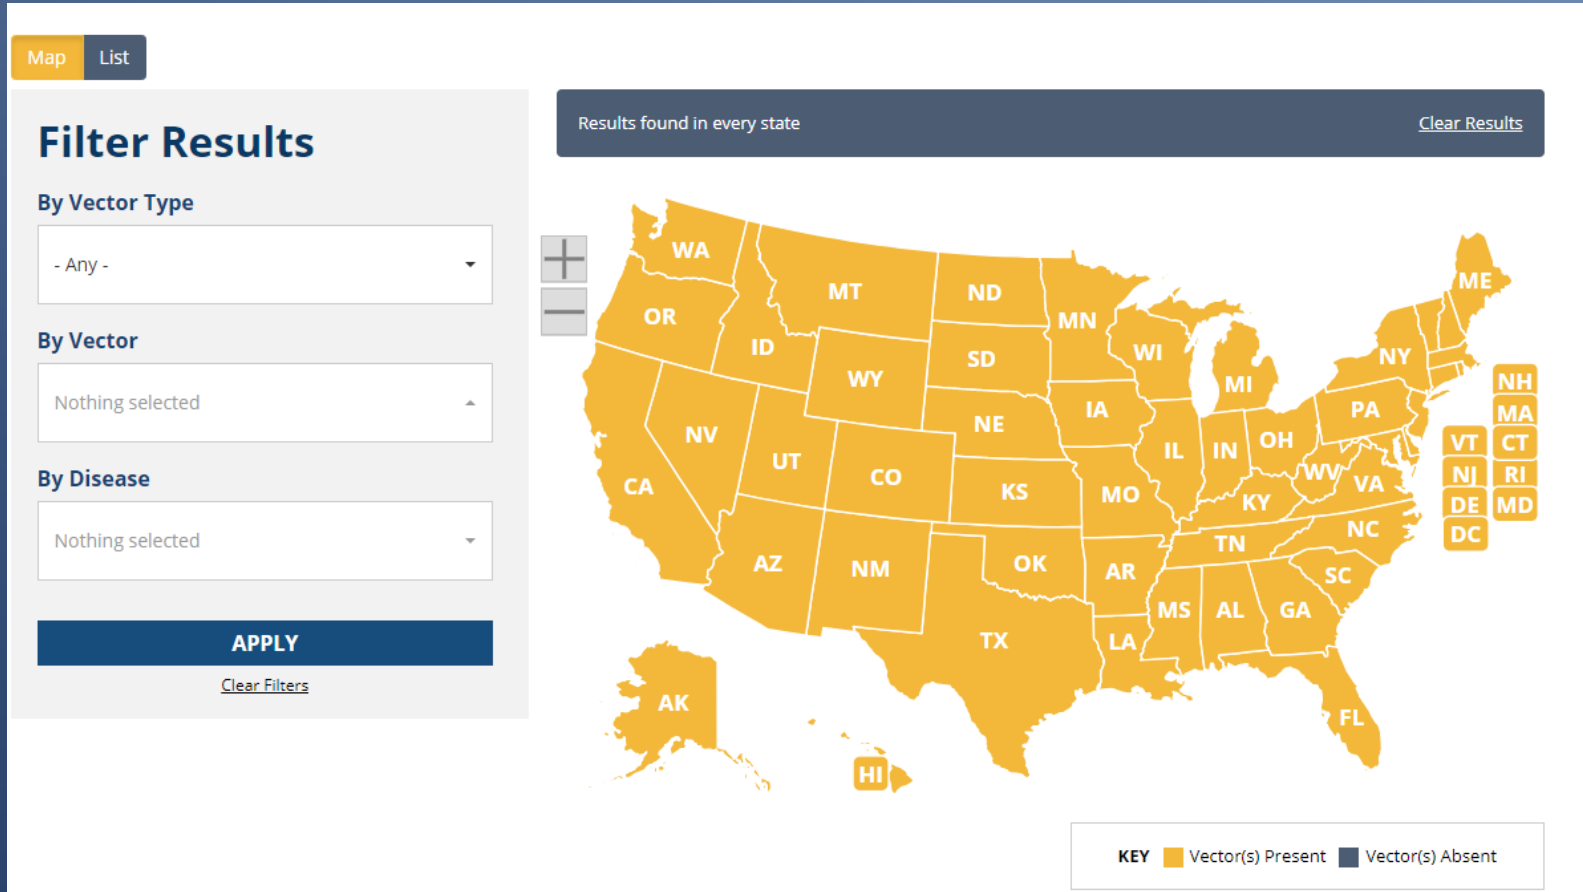 Map List
Filter Results
By Vector Type
- Any -
By Vector
Nothing selected
By Disease
Nothing selected
APPLY
Clear Filters
Results found in every state Clear Results
WA
MT
ND
MN
ME
OR
ID
SD
WI
NY
WY
MI
NH
IA
PA
MA
NE
NV
OH
VT CT
UT
IL
IN
CO
WV
NJ RI
CA
KS
MO
VA
KY
DE MD
NC
DC
TN
AZ
NM
OK
AR
SC
MS
AL
GA
TX
LA
AK
FL
HI
KEY Vector(s) Present Vector(s) Absent